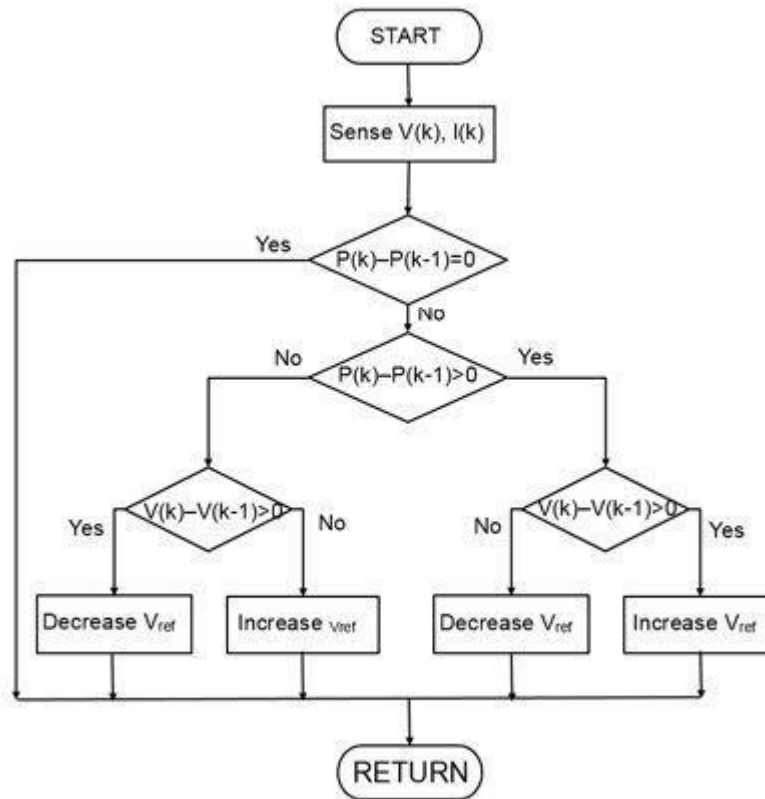 START
Sense V(k), I(k)
Yes
P(k)–P(k-1)=0
No
No
P(k)–P(k-1)>0
Yes
Yes
V(k)–V(k-1)>0
No
No
V(k)–V(k-1)>0
Yes
Decrease Vref
Increase Vref
Decrease Vref
Increase Vref
RETURN